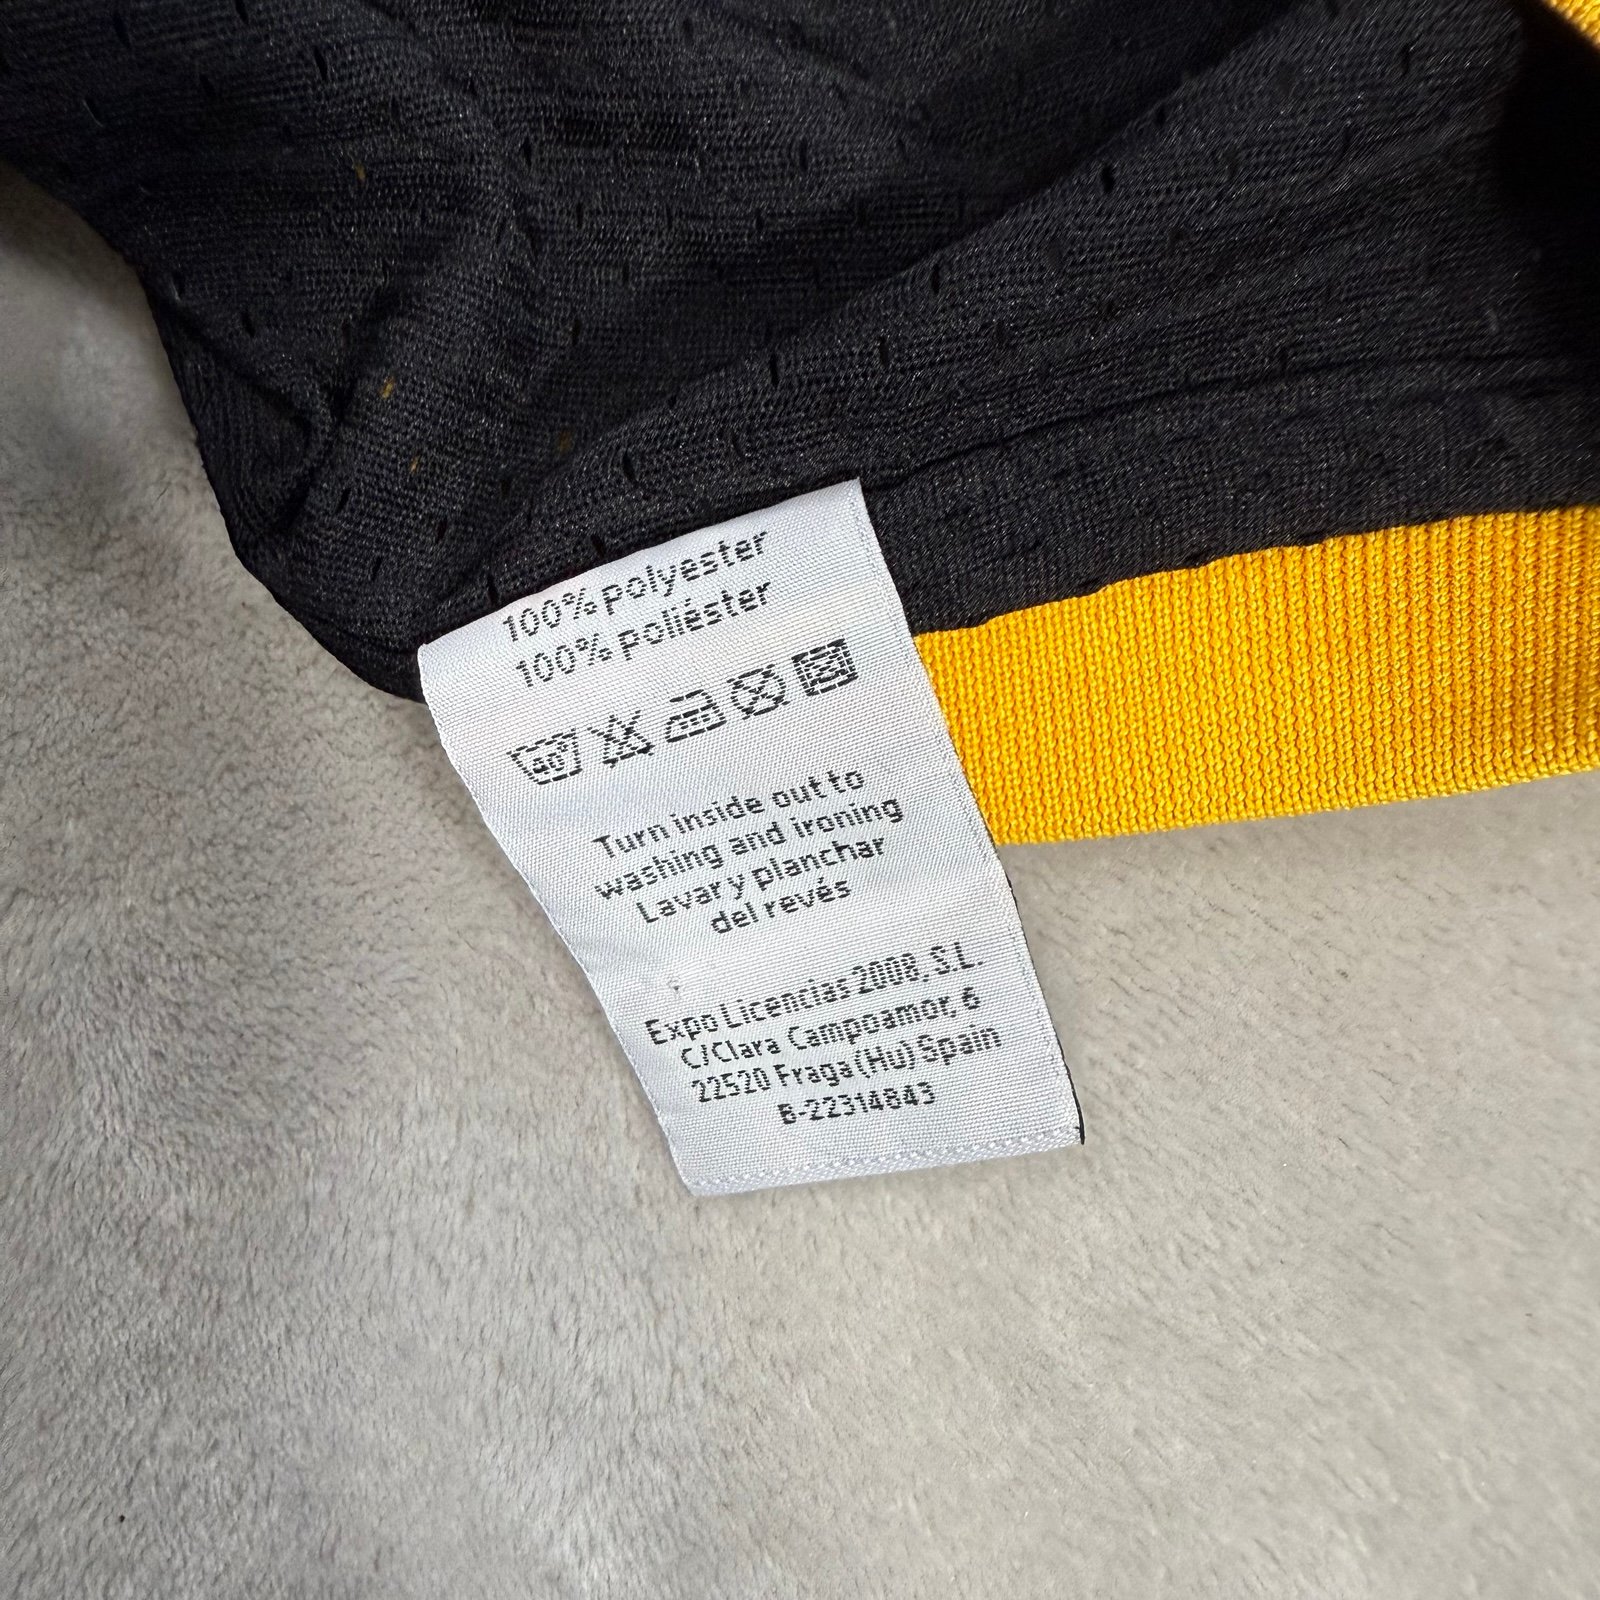 100% polyester
100% poliéster
40°
Turn inside out to
washing and ironing
Lavar y planchar
del revés
Expo Licencias 2008, S.L.
C/Clara Campoamor, 6
22520 Fraga (Hu) Spain
B-22314843